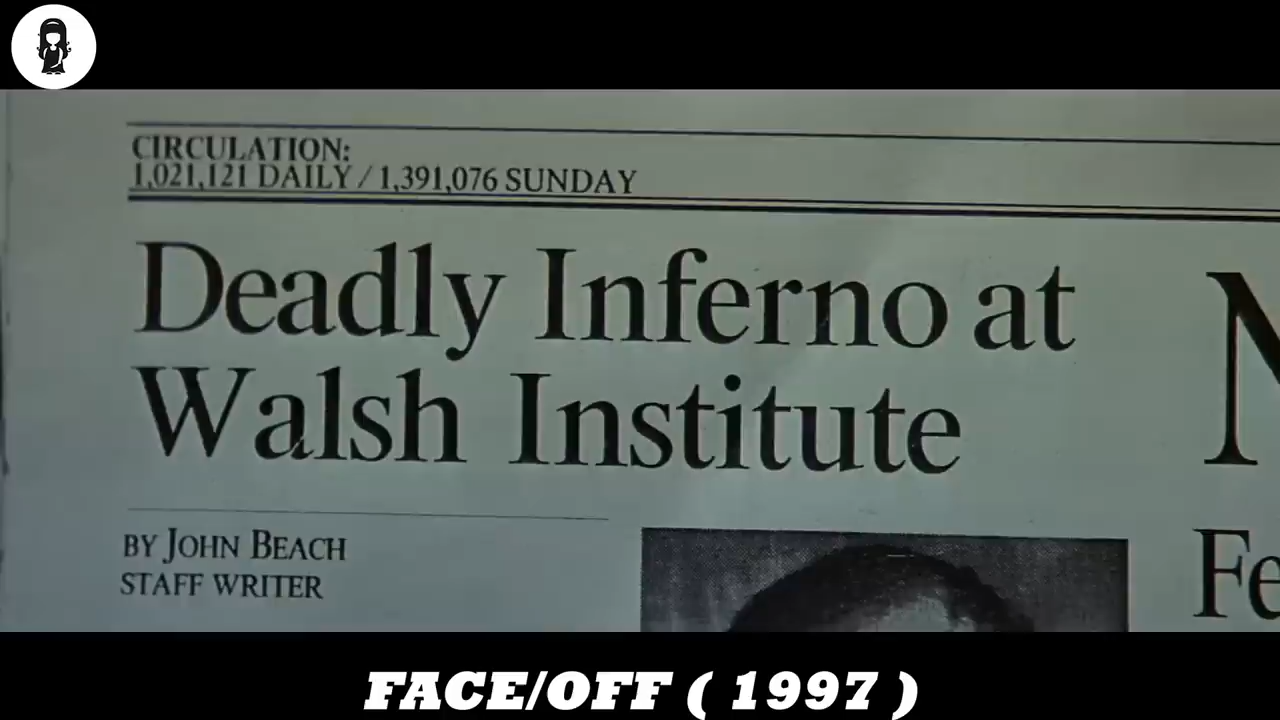 CIRCULATION:
1,021,121 DAILY / 1,391,076 SUNDAY
Deadly Inferno at
Walsh Institute
BY JOHN BEACH
STAFF WRITER
FACE/OFF ( 1997 )